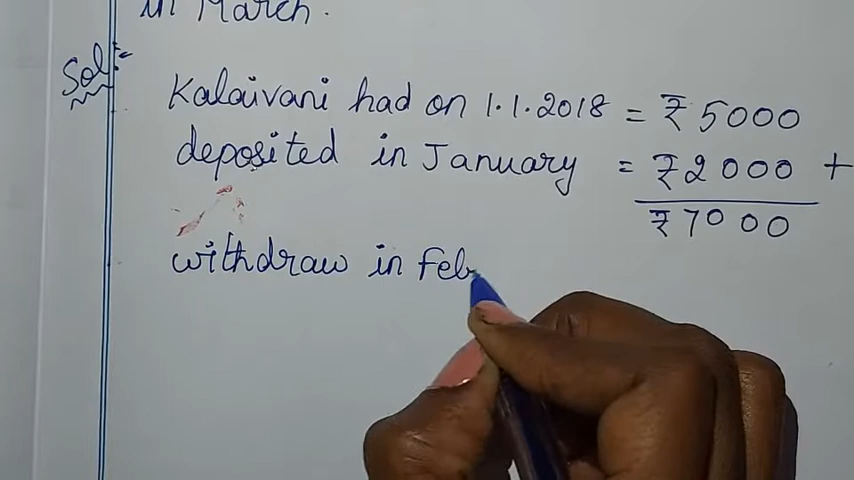 in March.
Sol:-
Kalaivani had on 1.1.2018 = ₹ 5000
deposited in January = ₹ 2000 +
₹ 7000
withdraw in Feb